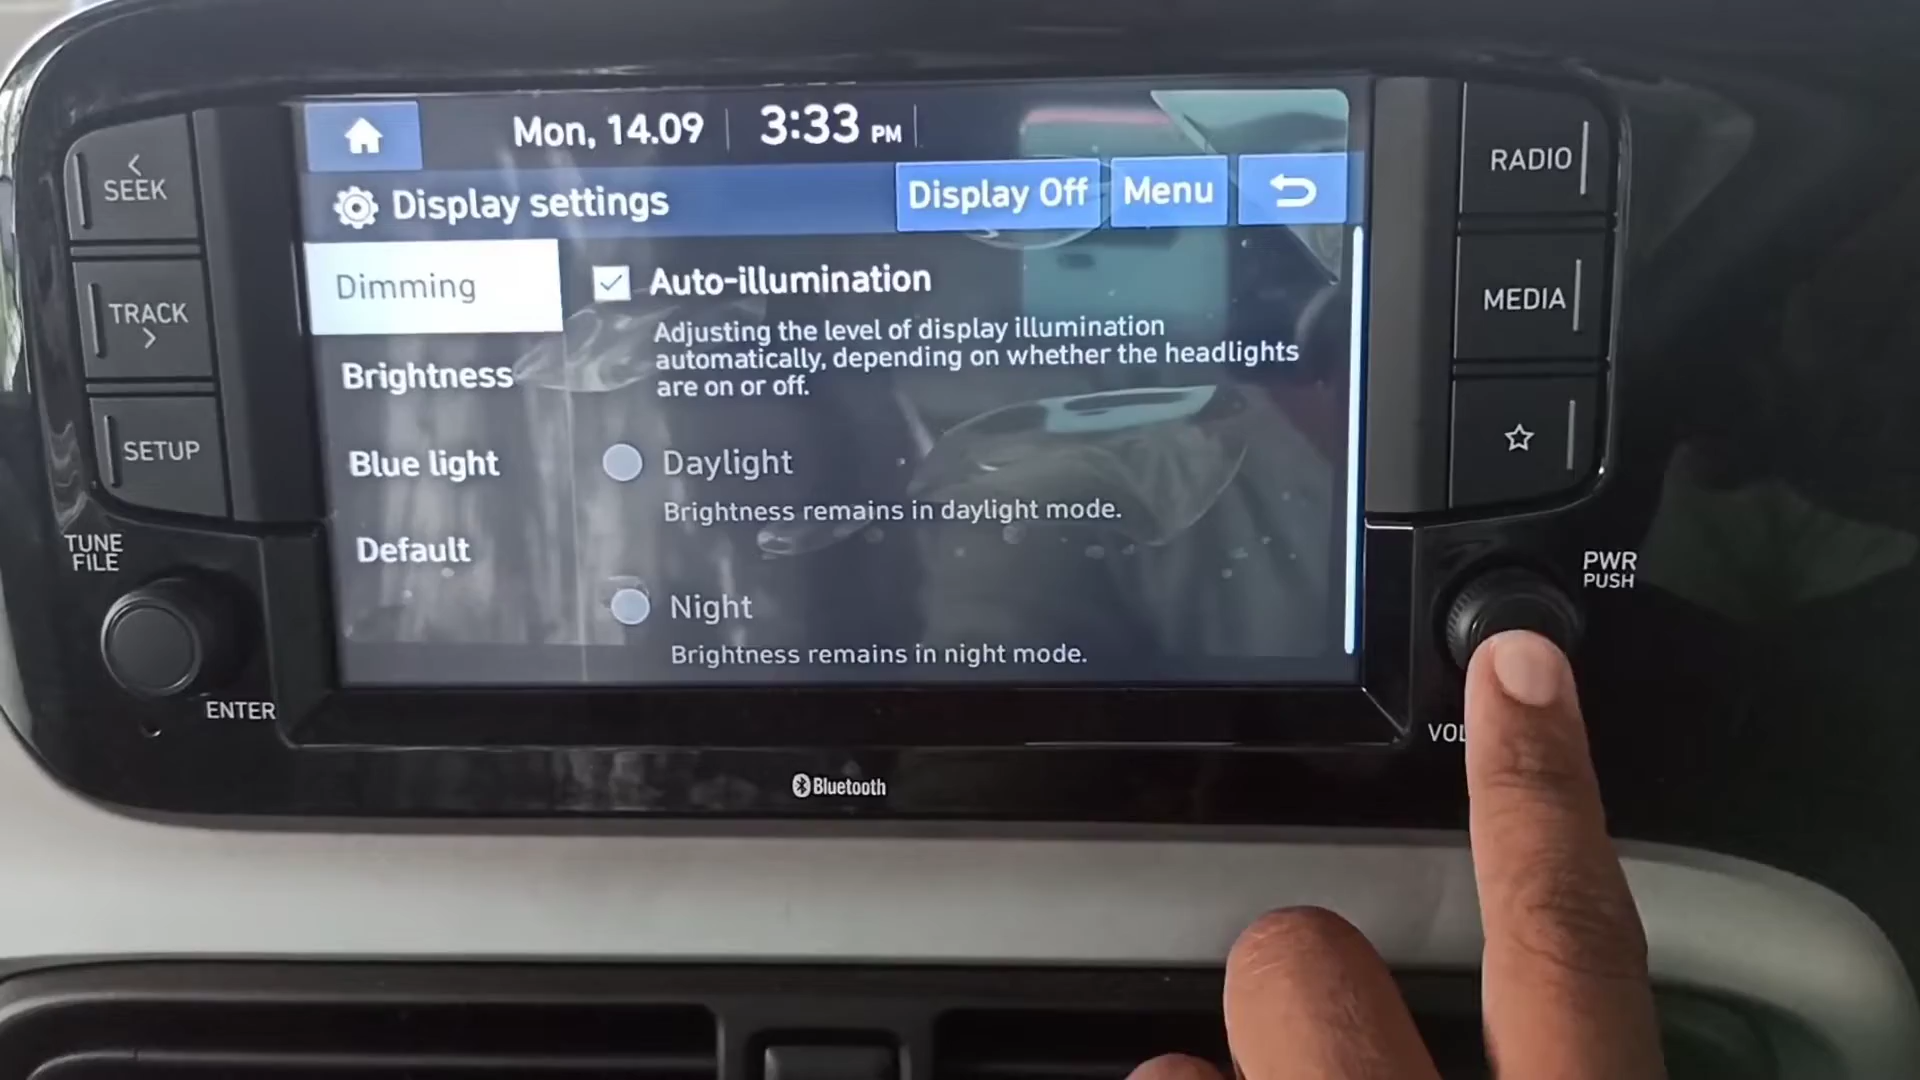 Mon, 14.09 3:33 PM
Display settings Display Off Menu
Dimming
Brightness
Blue light
Default
Auto-illumination
Adjusting the level of display illumination
automatically, depending on whether the headlights
are on or off.
Daylight
Brightness remains in daylight mode.
Night
Brightness remains in night mode.
< SEEK
TRACK >
SETUP
TUNE
FILE
ENTER
RADIO
MEDIA
PWR
PUSH
VOL
Bluetooth